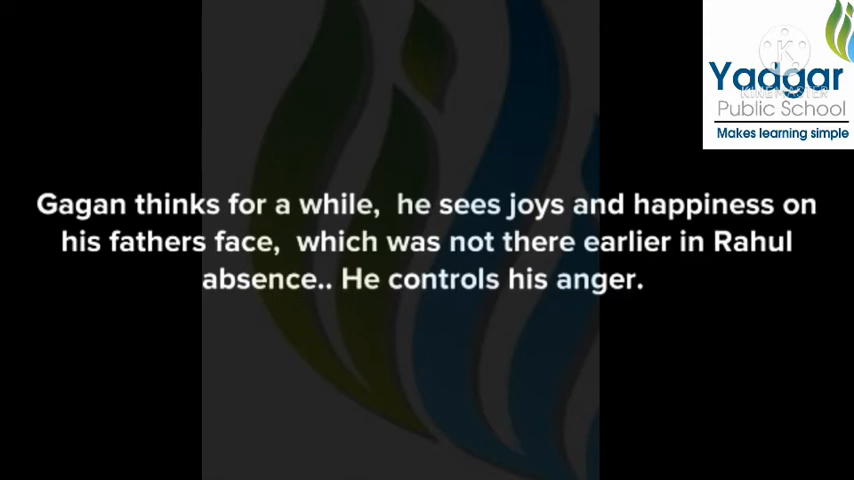 Yadgar
KINEMASTER
Public School
Makes learning simple
Gagan thinks for a while, he sees joys and happiness on
his fathers face, which was not there earlier in Rahul
absence.. He controls his anger.